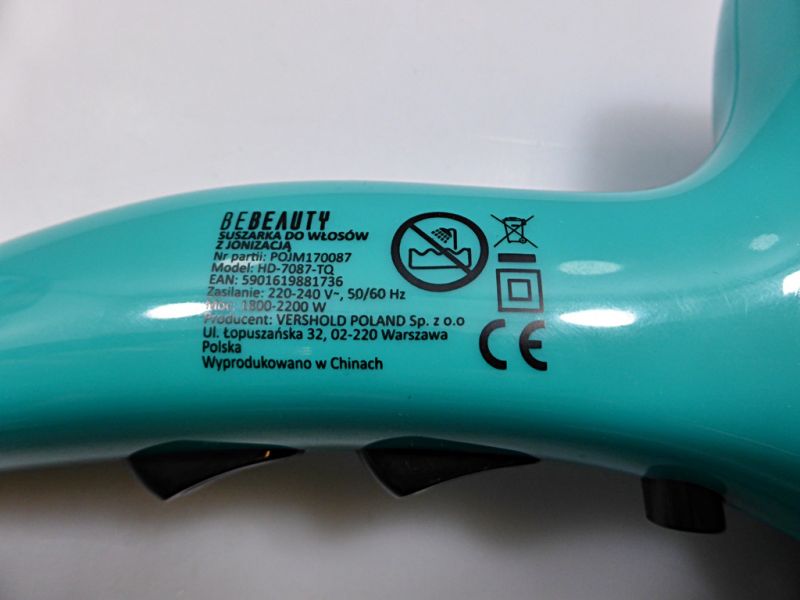 BEBEAUTY
SUSZARKA DO WŁOSÓW
Z JONIZACJĄ
Nr partii: POJM170087
Model: HD-7087-TQ
EAN: 5901619881736
Zasilanie: 220-240 V~, 50/60 Hz
Moc: 1800-2200 W
Producent: VERSHOLD POLAND Sp. z o.o
Ul. Łopuszańska 32, 02-220 Warszawa
Polska
Wyprodukowano w Chinach
CE